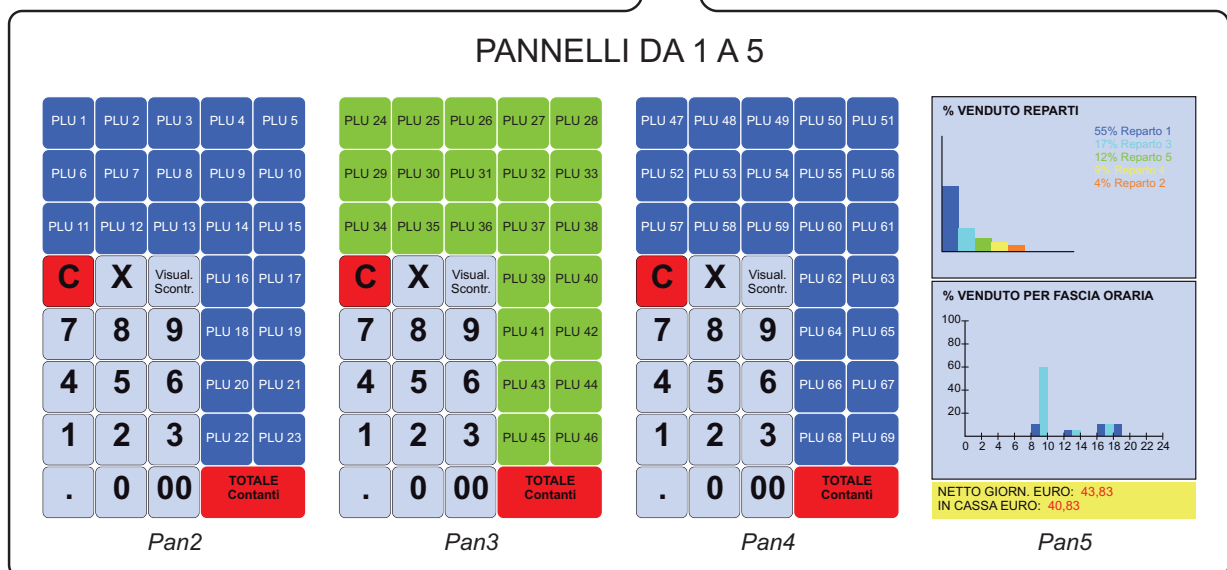 PANNELLI DA 1 A 5
PLU 1 PLU 2 PLU 3 PLU 4 PLU 5
PLU 6 PLU 7 PLU 8 PLU 9 PLU 10
PLU 11 PLU 12 PLU 13 PLU 14 PLU 15
C X Visual. Scontr. PLU 16 PLU 17
7 8 9 PLU 18 PLU 19
4 5 6 PLU 20 PLU 21
1 2 3 PLU 22 PLU 23
. 0 00 TOTALE Contanti
Pan2
PLU 24 PLU 25 PLU 26 PLU 27 PLU 28
PLU 29 PLU 30 PLU 31 PLU 32 PLU 33
PLU 34 PLU 35 PLU 36 PLU 37 PLU 38
C X Visual. Scontr. PLU 39 PLU 40
7 8 9 PLU 41 PLU 42
4 5 6 PLU 43 PLU 44
1 2 3 PLU 45 PLU 46
. 0 00 TOTALE Contanti
Pan3
PLU 47 PLU 48 PLU 49 PLU 50 PLU 51
PLU 52 PLU 53 PLU 54 PLU 55 PLU 56
PLU 57 PLU 58 PLU 59 PLU 60 PLU 61
C X Visual. Scontr. PLU 62 PLU 63
7 8 9 PLU 64 PLU 65
4 5 6 PLU 66 PLU 67
1 2 3 PLU 68 PLU 69
. 0 00 TOTALE Contanti
Pan4
% VENDUTO REPARTI
55% Reparto 1
17% Reparto 3
12% Reparto 5
Reparto
4% Reparto 2
% VENDUTO PER FASCIA ORARIA
100
80
60
40
20
0 2 4 6 8 10 12 14 16 18 20 22 24
NETTO GIORN. EURO: 43,83
IN CASSA EURO: 40,83
Pan5